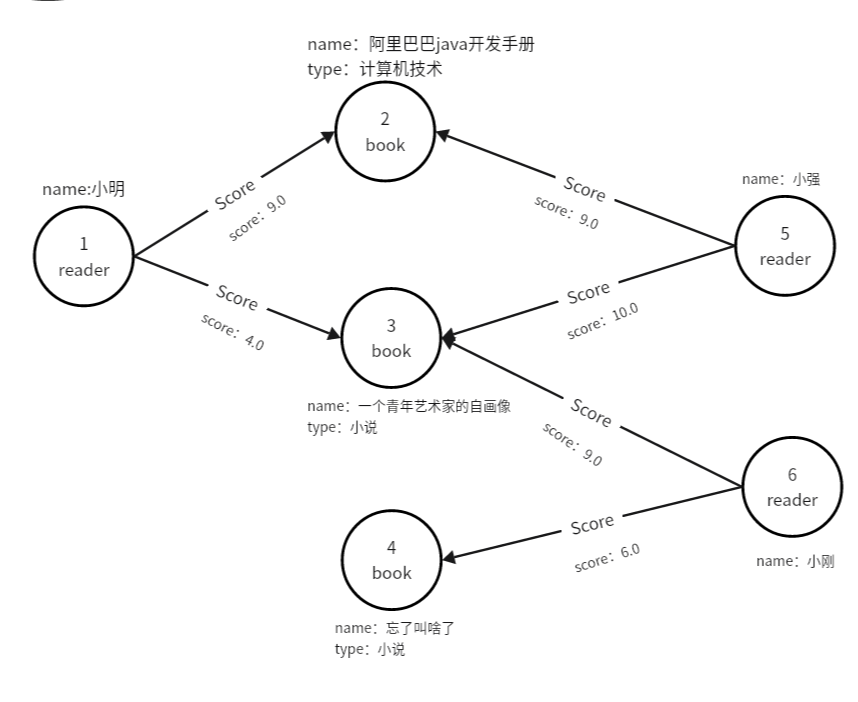 name：阿里巴巴java开发手册
type：计算机技术
2
book
name:小明
1
reader
Score
score：9.0
Score
score：9.0
name：小强
5
reader
Score
score：4.0
Score
score：10.0
3
book
name：一个青年艺术家的自画像
type：小说
Score
score：9.0
6
reader
name：小刚
Score
score：6.0
4
book
name：忘了叫啥了
type：小说